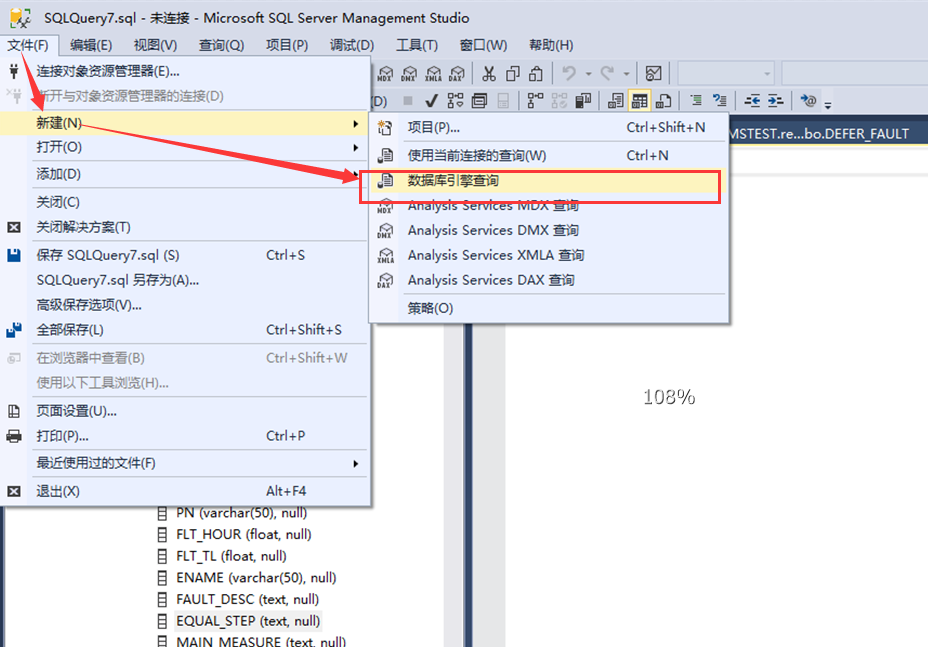 SQLQuery7.sql - 未连接 - Microsoft SQL Server Management Studio
文件(F) 编辑(E) 视图(V) 查询(Q) 项目(P) 调试(D) 工具(T) 窗口(W) 帮助(H)
连接对象资源管理器(E)...
断开与对象资源管理器的连接(D)
新建(N)
打开(O)
添加(D)
关闭(C)
关闭解决方案(T)
保存 SQLQuery7.sql (S) Ctrl+S
SQLQuery7.sql 另存为(A)...
高级保存选项(V)...
全部保存(L) Ctrl+Shift+S
在浏览器中查看(B) Ctrl+Shift+W
使用以下工具浏览(H)...
页面设置(U)...
打印(P)... Ctrl+P
最近使用过的文件(F)
退出(X) Alt+F4
MDX DMX XMLA DAX
(D)
项目(P)... Ctrl+Shift+N
使用当前连接的查询(W) Ctrl+N
数据库引擎查询
MDX Analysis Services MDX 查询
DMX Analysis Services DMX 查询
XMLA Analysis Services XMLA 查询
DAX Analysis Services DAX 查询
策略(O)
MSTEST.re...bo.DEFER_FAULT
108%
PN (varchar(50), null)
FLT_HOUR (float, null)
FLT_TL (float, null)
ENAME (varchar(50), null)
FAULT_DESC (text, null)
EQUAL_STEP (text, null)
MAIN_MEASURE (text, null)